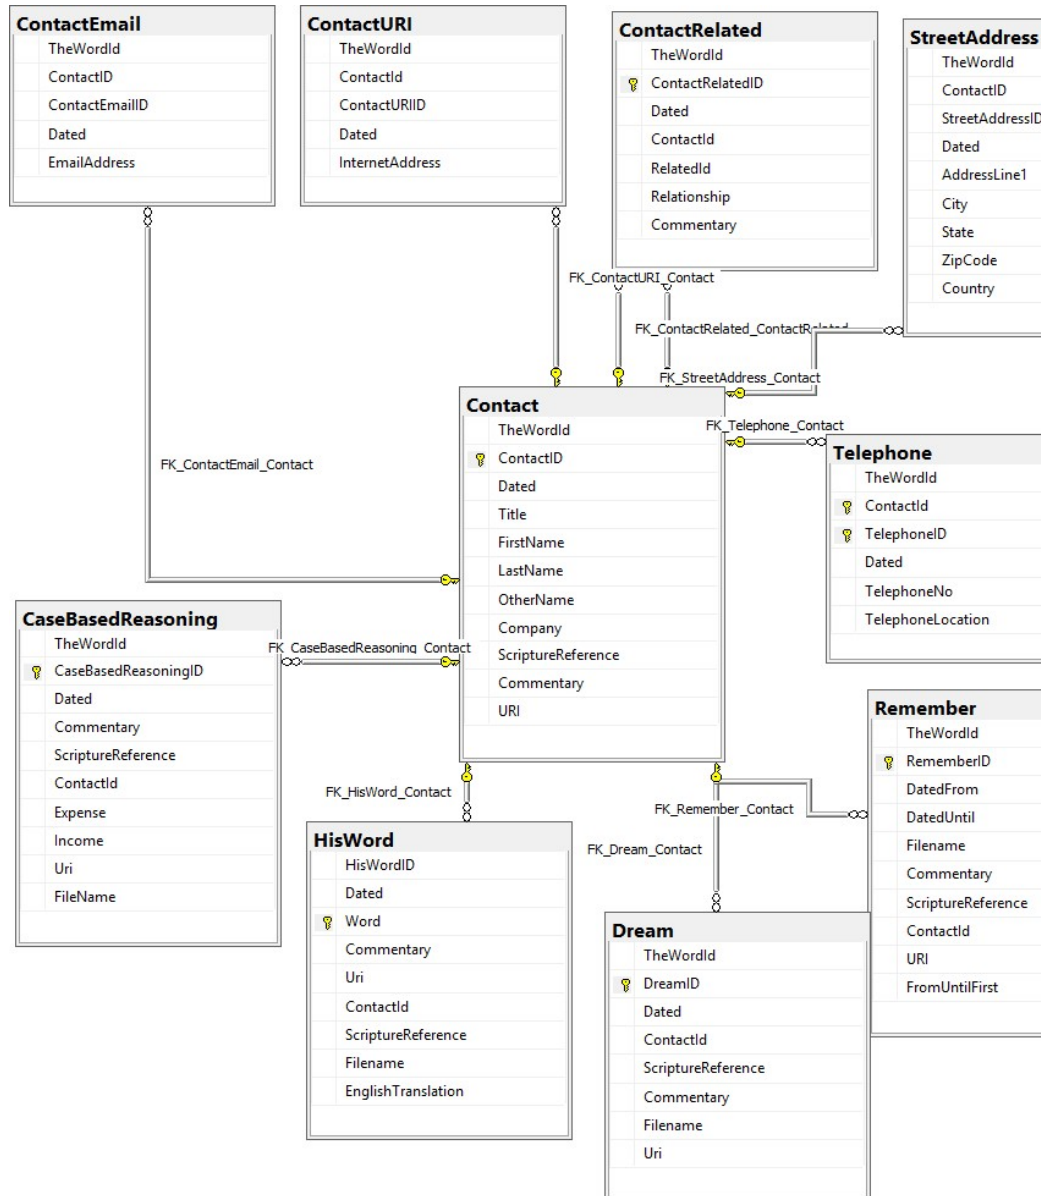 ContactEmail
TheWordId
ContactID
ContactEmailID
Dated
EmailAddress
ContactURI
TheWordId
ContactId
ContactURIID
Dated
InternetAddress
ContactRelated
TheWordId
ContactRelatedID
Dated
ContactId
RelatedId
Relationship
Commentary
StreetAddress
TheWordId
ContactID
StreetAddressID
Dated
AddressLine1
City
State
ZipCode
Country
FK_ContactURI_Contact
FK_ContactRelated_ContactRelated
FK_StreetAddress_Contact
FK_Telephone_Contact
FK_ContactEmail_Contact
Contact
TheWordId
ContactID
Dated
Title
FirstName
LastName
OtherName
Company
ScriptureReference
Commentary
URI
Telephone
TheWordId
ContactId
TelephoneID
Dated
TelephoneNo
TelephoneLocation
CaseBasedReasoning
TheWordId
CaseBasedReasoningID
Dated
Commentary
ScriptureReference
ContactId
Expense
Income
Uri
FileName
FK_CaseBasedReasoning_Contact
Remember
TheWordId
RememberID
DatedFrom
DatedUntil
Filename
Commentary
ScriptureReference
ContactId
URI
FromUntilFirst
FK_HisWord_Contact
FK_Remember_Contact
FK_Dream_Contact
HisWord
HisWordID
Dated
Word
Commentary
Uri
ContactId
ScriptureReference
Filename
EnglishTranslation
Dream
TheWordId
DreamID
Dated
ContactId
ScriptureReference
Commentary
Filename
Uri